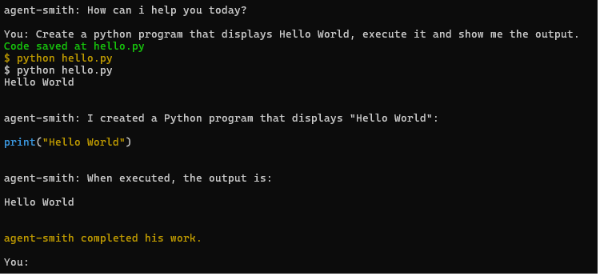 agent-smith: How can i help you today?
You: Create a python program that displays Hello World, execute it and show me the output.
Code saved at hello.py
$ python hello.py
$ python hello.py
Hello World
agent-smith: I created a Python program that displays "Hello World":
print("Hello World")
agent-smith: When executed, the output is:
Hello World
agent-smith completed his work.
You: